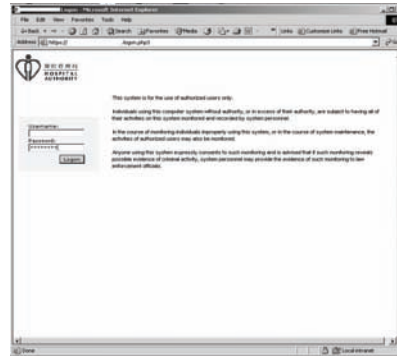 Logon - Microsoft Internet Explorer
File Edit View Favorites Tools Help
Back Search Favorites Media Links Customize Links Free Hotmail
Address https:// /logon.php3
HOSPITAL
AUTHORITY
This system is for the use of authorized users only.
Individuals using this computer system without authority, or in excess of their authority, are subject to having all of
their activities on this system monitored and recorded by system personnel.
Username:
Password:
********
Logon
In the course of monitoring individuals improperly using this system, or in the course of system maintenance, the
activities of authorized users may also be monitored.
Anyone using this system expressly consents to such monitoring and is advised that if such monitoring reveals
possible evidence of criminal activity, system personnel may provide the evidence of such monitoring to law
enforcement officials.
Done Local intranet